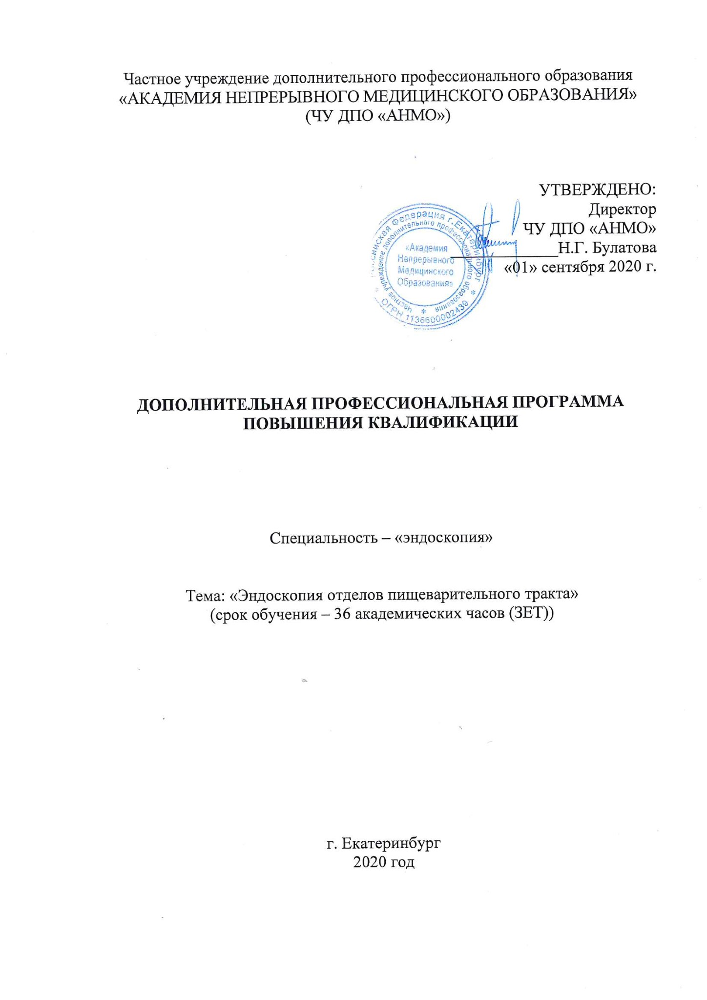 Частное учреждение дополнительного профессионального образования
«АКАДЕМИЯ НЕПРЕРЫВНОГО МЕДИЦИНСКОГО ОБРАЗОВАНИЯ»
(ЧУ ДПО «АНМО»)
УТВЕРЖДЕНО:
Директор
ЧУ ДПО «АНМО»
Н.Г. Булатова
«01» сентября 2020 г.
Российская Федерация г.Екатеринбург
Частное учреждение дополнительного профессионального образования
«Академия
Непрерывного
Медицинского
Образования»
ОГРН 1136600002439
ДОПОЛНИТЕЛЬНАЯ ПРОФЕССИОНАЛЬНАЯ ПРОГРАММА
ПОВЫШЕНИЯ КВАЛИФИКАЦИИ
Специальность – «эндоскопия»
Тема: «Эндоскопия отделов пищеварительного тракта»
(срок обучения – 36 академических часов (ЗЕТ))
г. Екатеринбург
2020 год